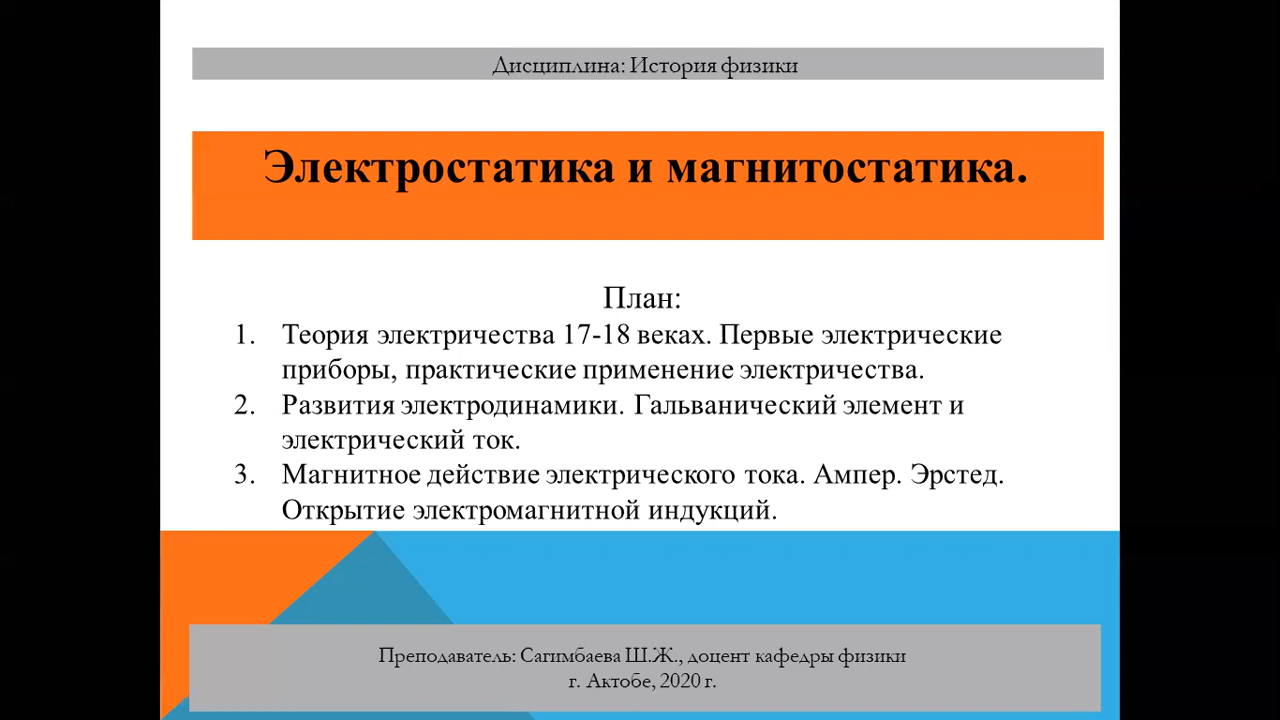 Дисциплина: История физики
Электростатика и магнитостатика.
План:
1. Теория электричества 17-18 веках. Первые электрические
приборы, практические применение электричества.
2. Развития электродинамики. Гальванический элемент и
электрический ток.
3. Магнитное действие электрического тока. Ампер. Эрстед.
Открытие электромагнитной индукций.
Преподаватель: Сагимбаева Ш.Ж., доцент кафедры физики
г. Актобе, 2020 г.